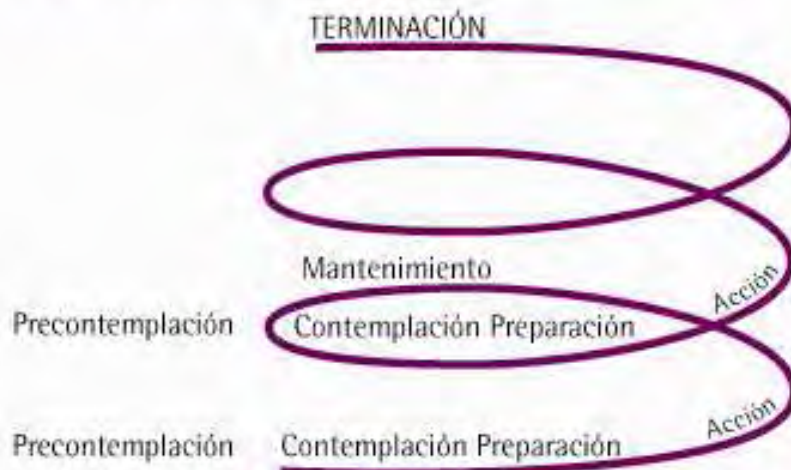 TERMINACIÓN
Mantenimiento
Acción
Precontemplación Contemplación Preparación
Acción
Precontemplación Contemplación Preparación